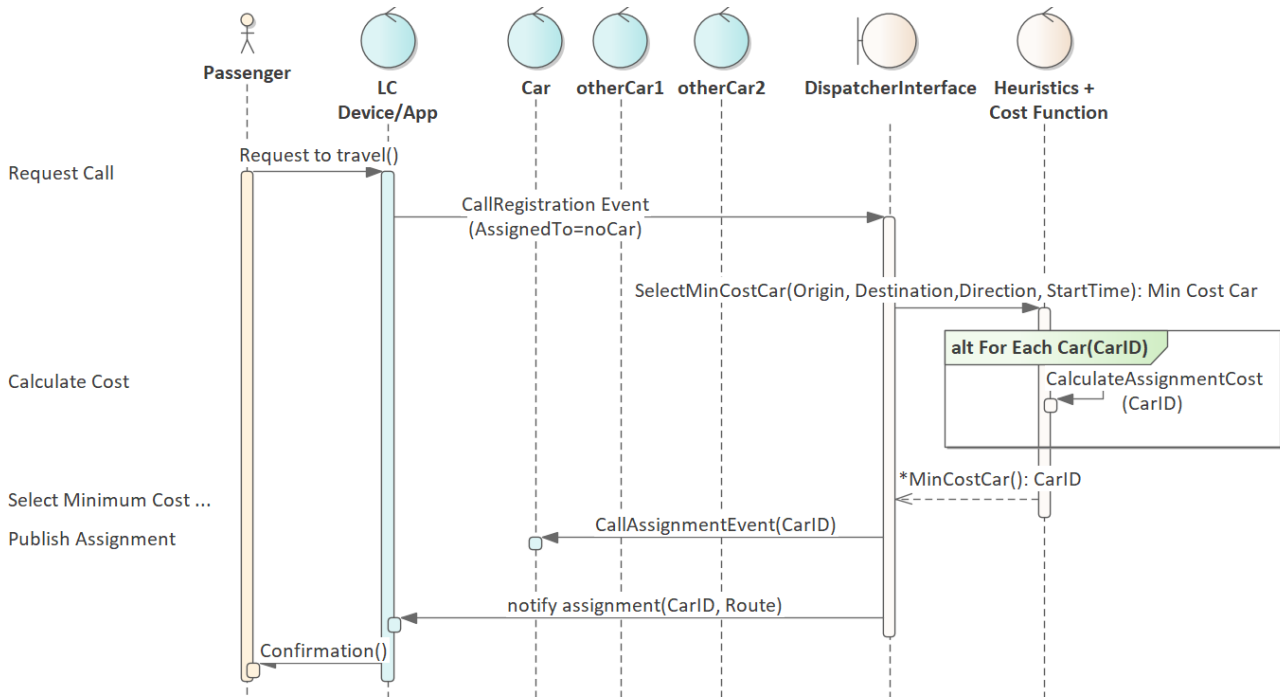 Passenger
LC
Device/App
Car
otherCar1
otherCar2
DispatcherInterface
Heuristics +
Cost Function
Request Call
Request to travel()
CallRegistration Event
(AssignedTo=noCar)
SelectMinCostCar(Origin, Destination,Direction, StartTime): Min Cost Car
alt For Each Car(CarID)
Calculate Cost
CalculateAssignmentCost
(CarID)
Select Minimum Cost ...
*MinCostCar(): CarID
Publish Assignment
CallAssignmentEvent(CarID)
notify assignment(CarID, Route)
Confirmation()